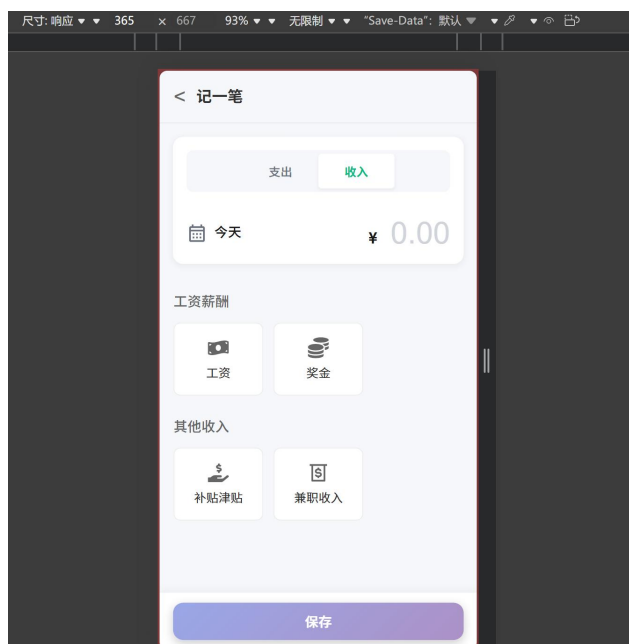 尺寸: 响应 365 × 667 93% 无限制 "Save-Data": 默认
< 记一笔
支出 收入
今天 ¥ 0.00
工资薪酬
工资 奖金
其他收入
补贴津贴 兼职收入
保存